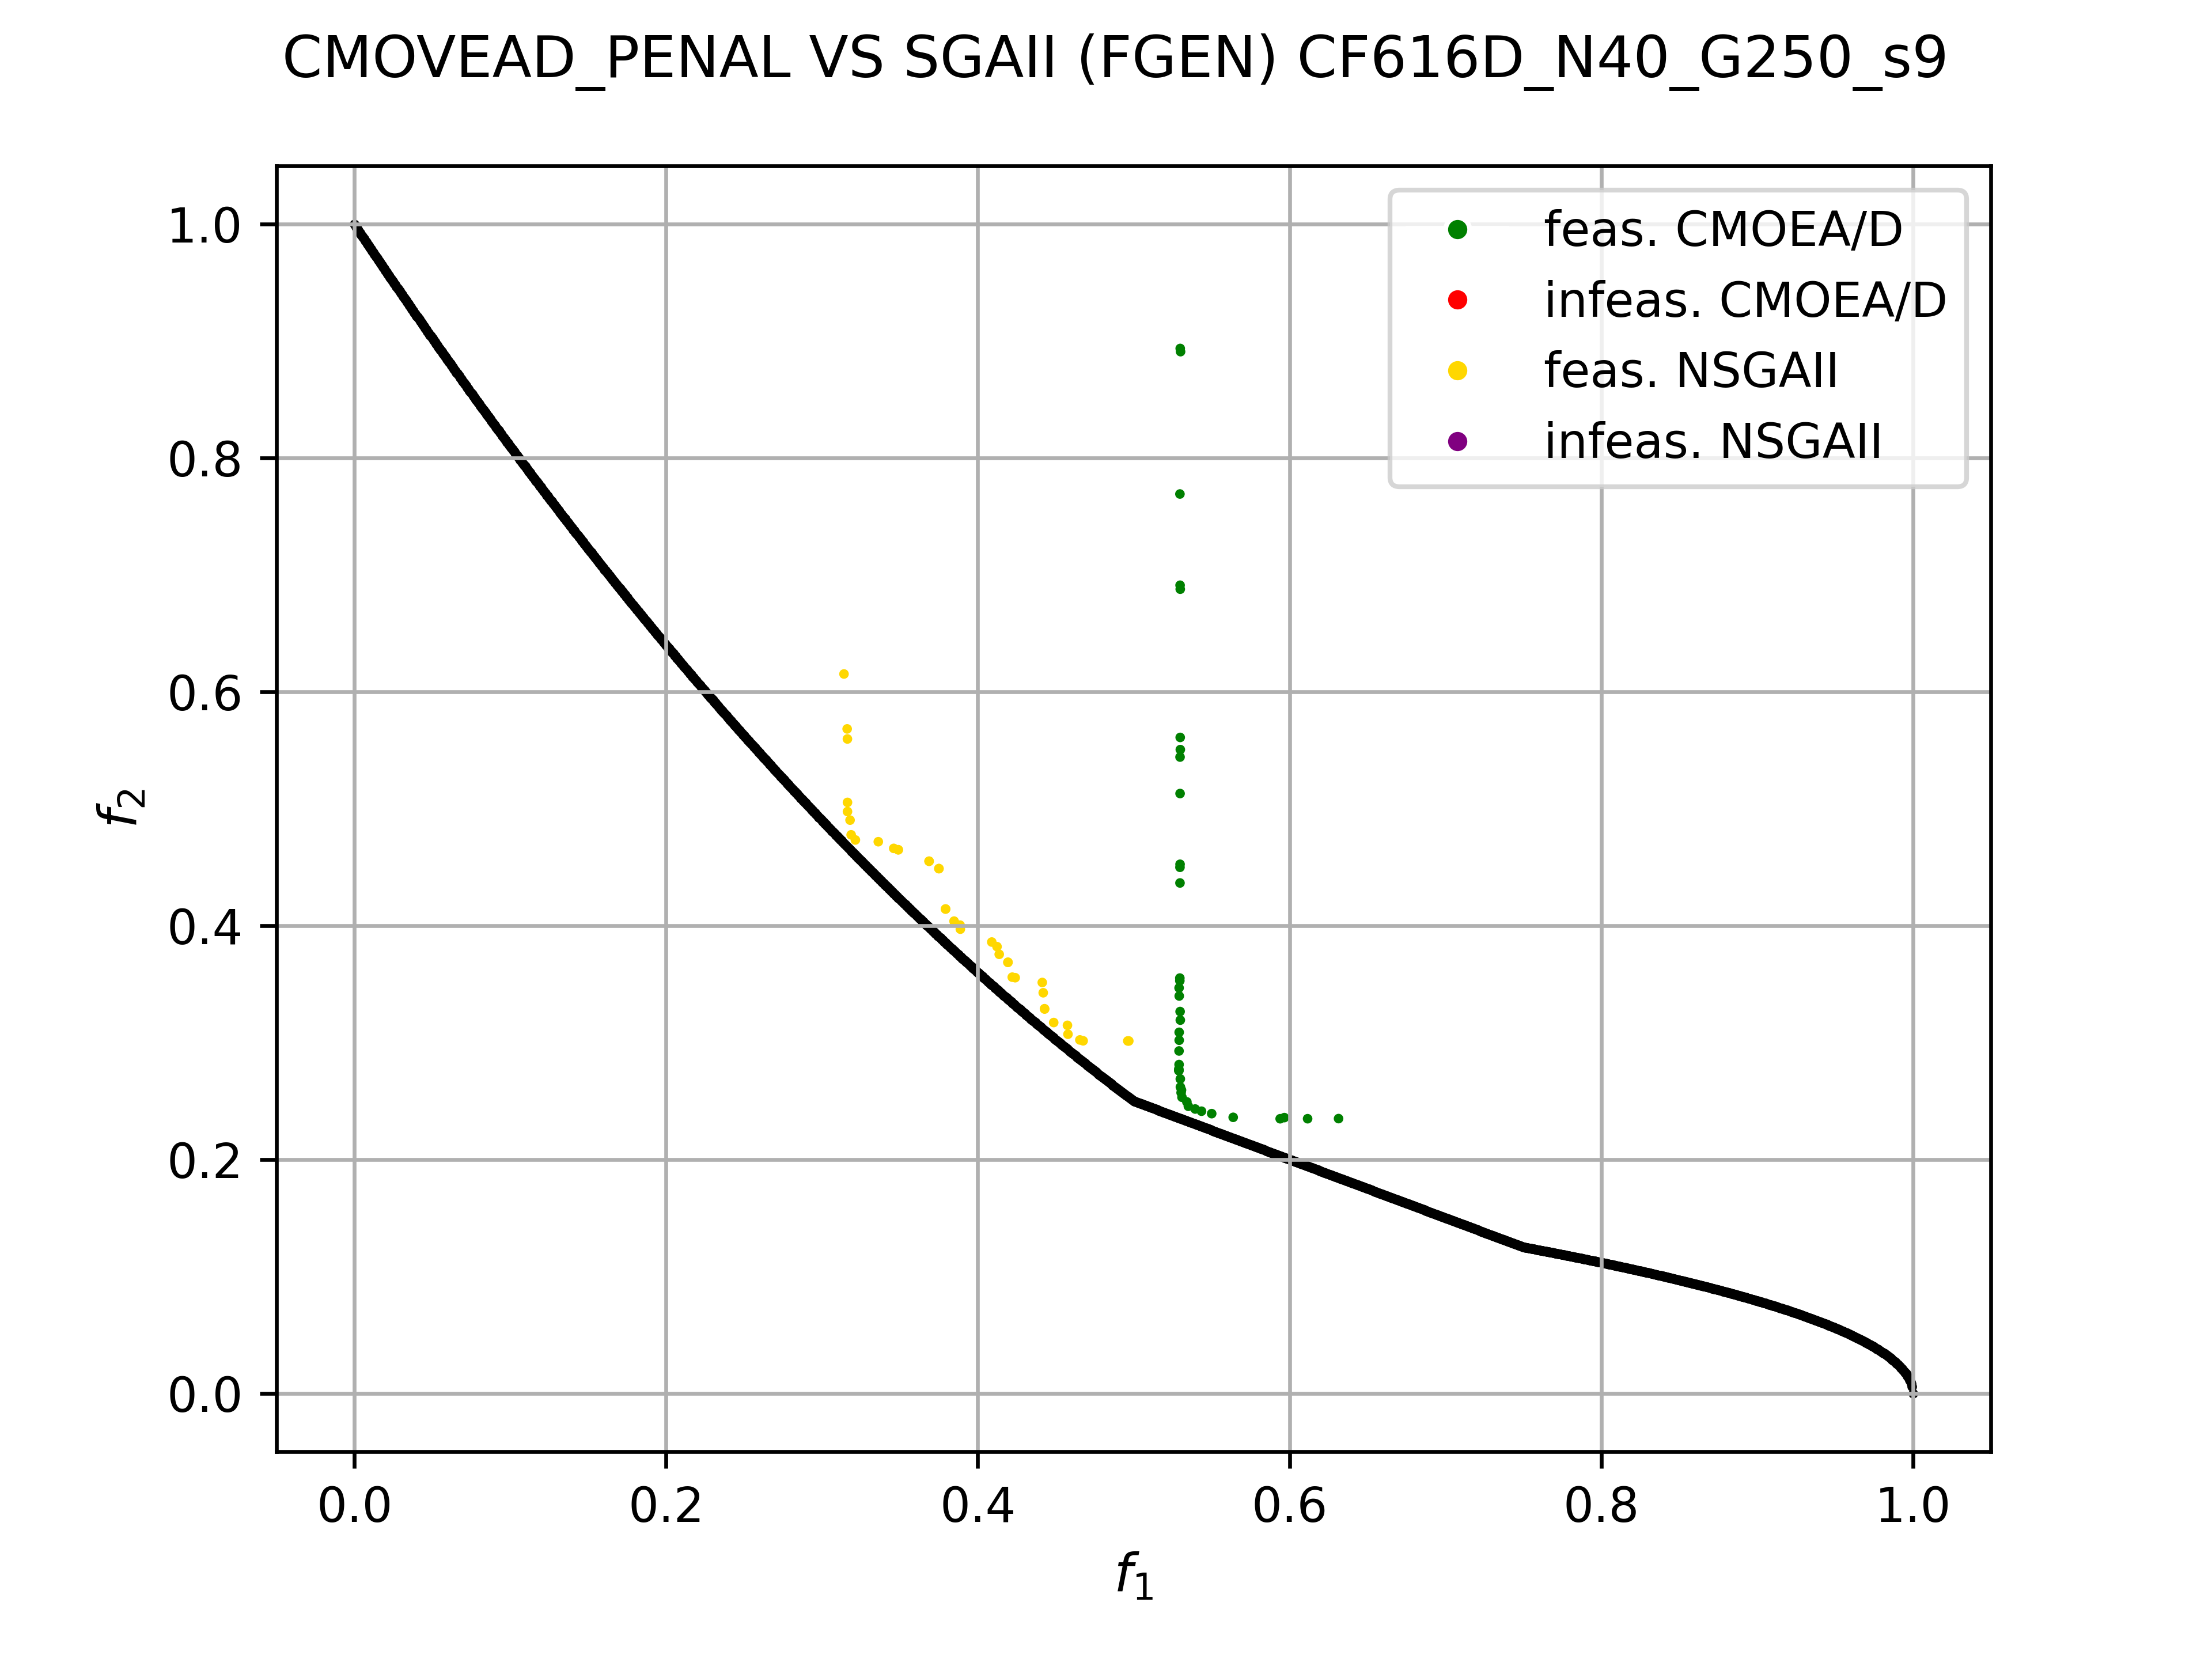 CMOVEAD_PENAL VS SGAII (FGEN) CF616D_N40_G250_s9
feas. CMOEA/D
infeas. CMOEA/D
feas. NSGAII
infeas. NSGAII
1.0
0.8
0.6
0.4
0.2
0.0
f2
0.0 0.2 0.4 0.6 0.8 1.0
f1